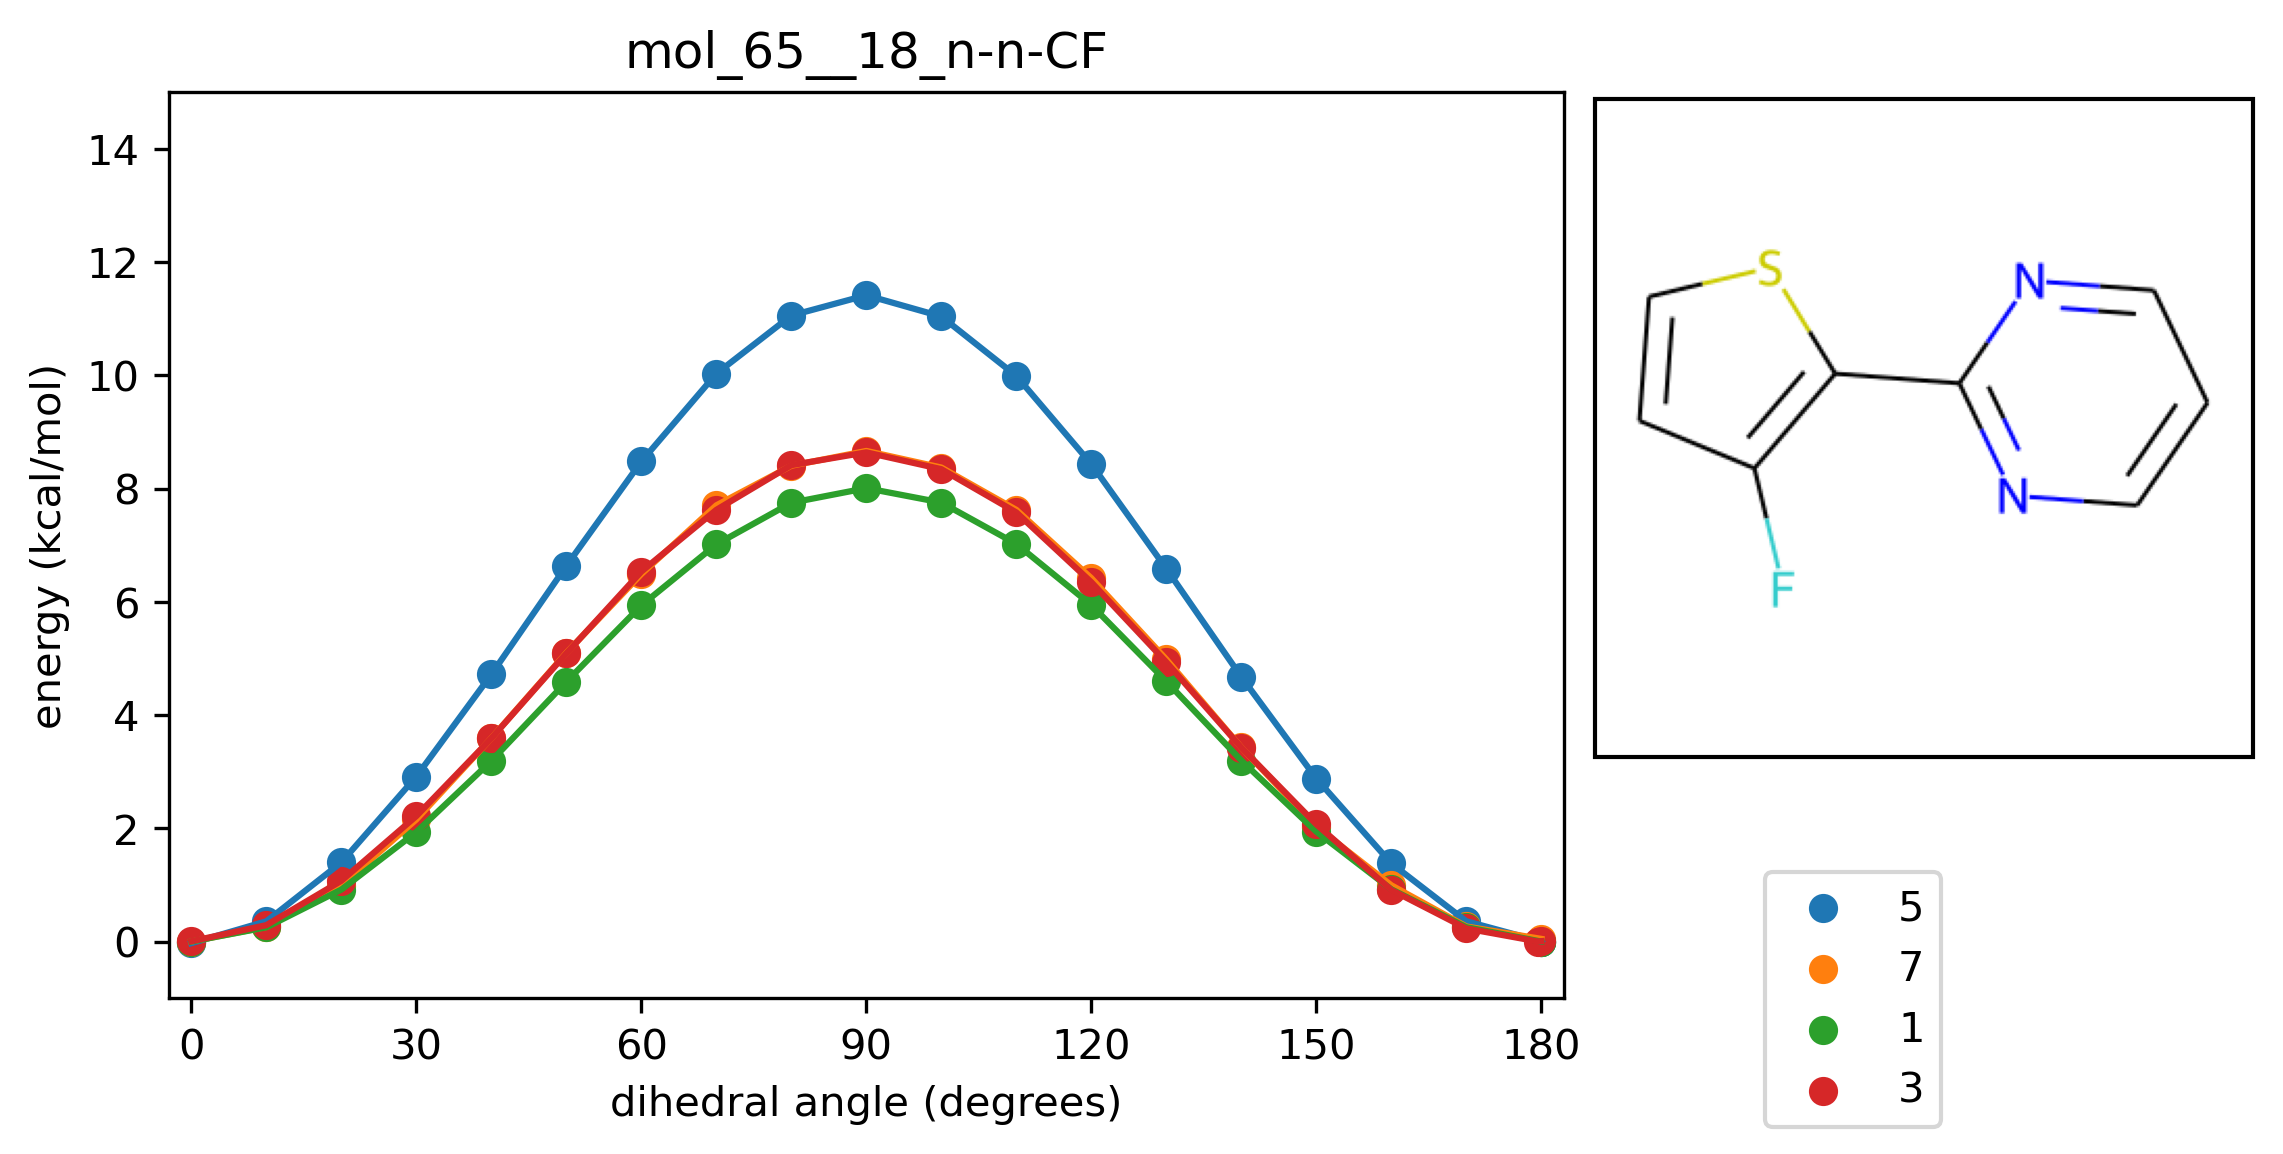 mol_65__18_n-n-CF
energy (kcal/mol)
14
12
10
8
6
4
2
0
0 30 60 90 120 150 180
dihedral angle (degrees)
S
N
N
F
5
7
1
3